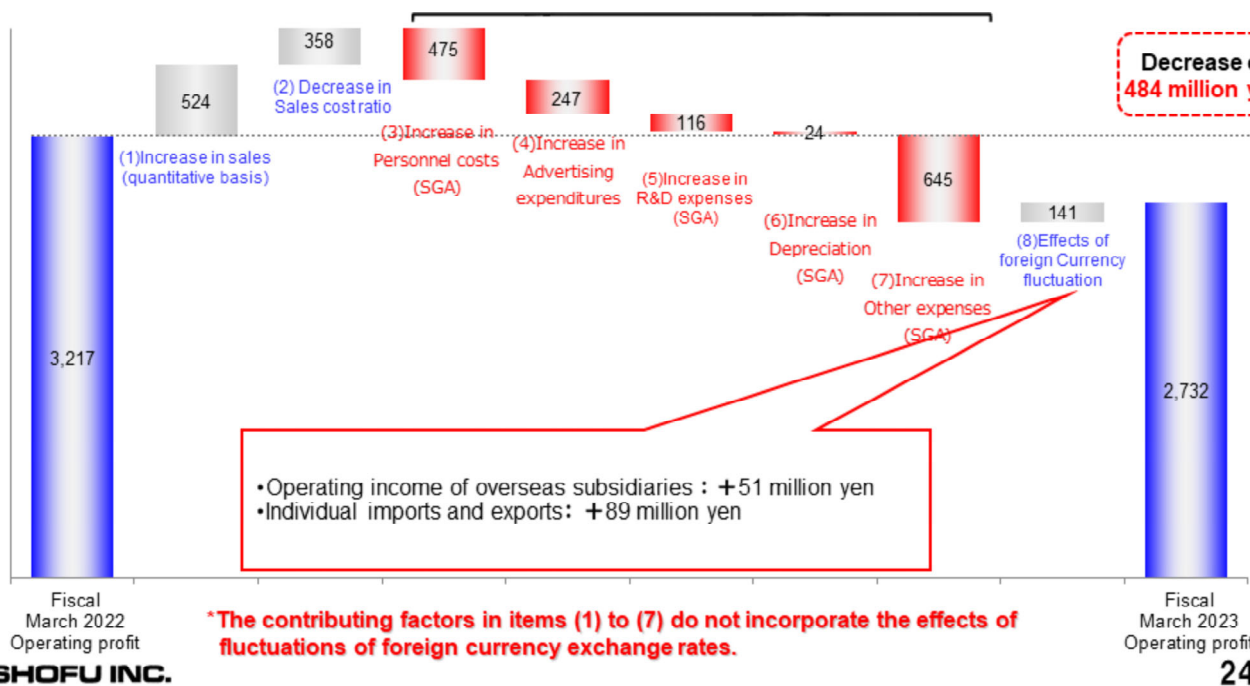 358
475
Decrease
484 million
524
(2) Decrease in
Sales cost ratio
247
116
24
(1)Increase in sales
(quantitative basis)
(3)Increase in
Personnel costs
(SGA)
(4)Increase in
Advertising
expenditures
(5)Increase in
R&D expenses
(SGA)
645
(6)Increase in
Depreciation
(SGA)
141
(8)Effects of
foreign Currency
fluctuation
(7)Increase in
Other expenses
(SGA)
3,217
2,732
•Operating income of overseas subsidiaries： +51 million yen
•Individual imports and exports： +89 million yen
Fiscal
March 2022
Operating profit
*The contributing factors in items (1) to (7) do not incorporate the effects of
fluctuations of foreign currency exchange rates.
Fiscal
March 2023
Operating profit
SHOFU INC.
24